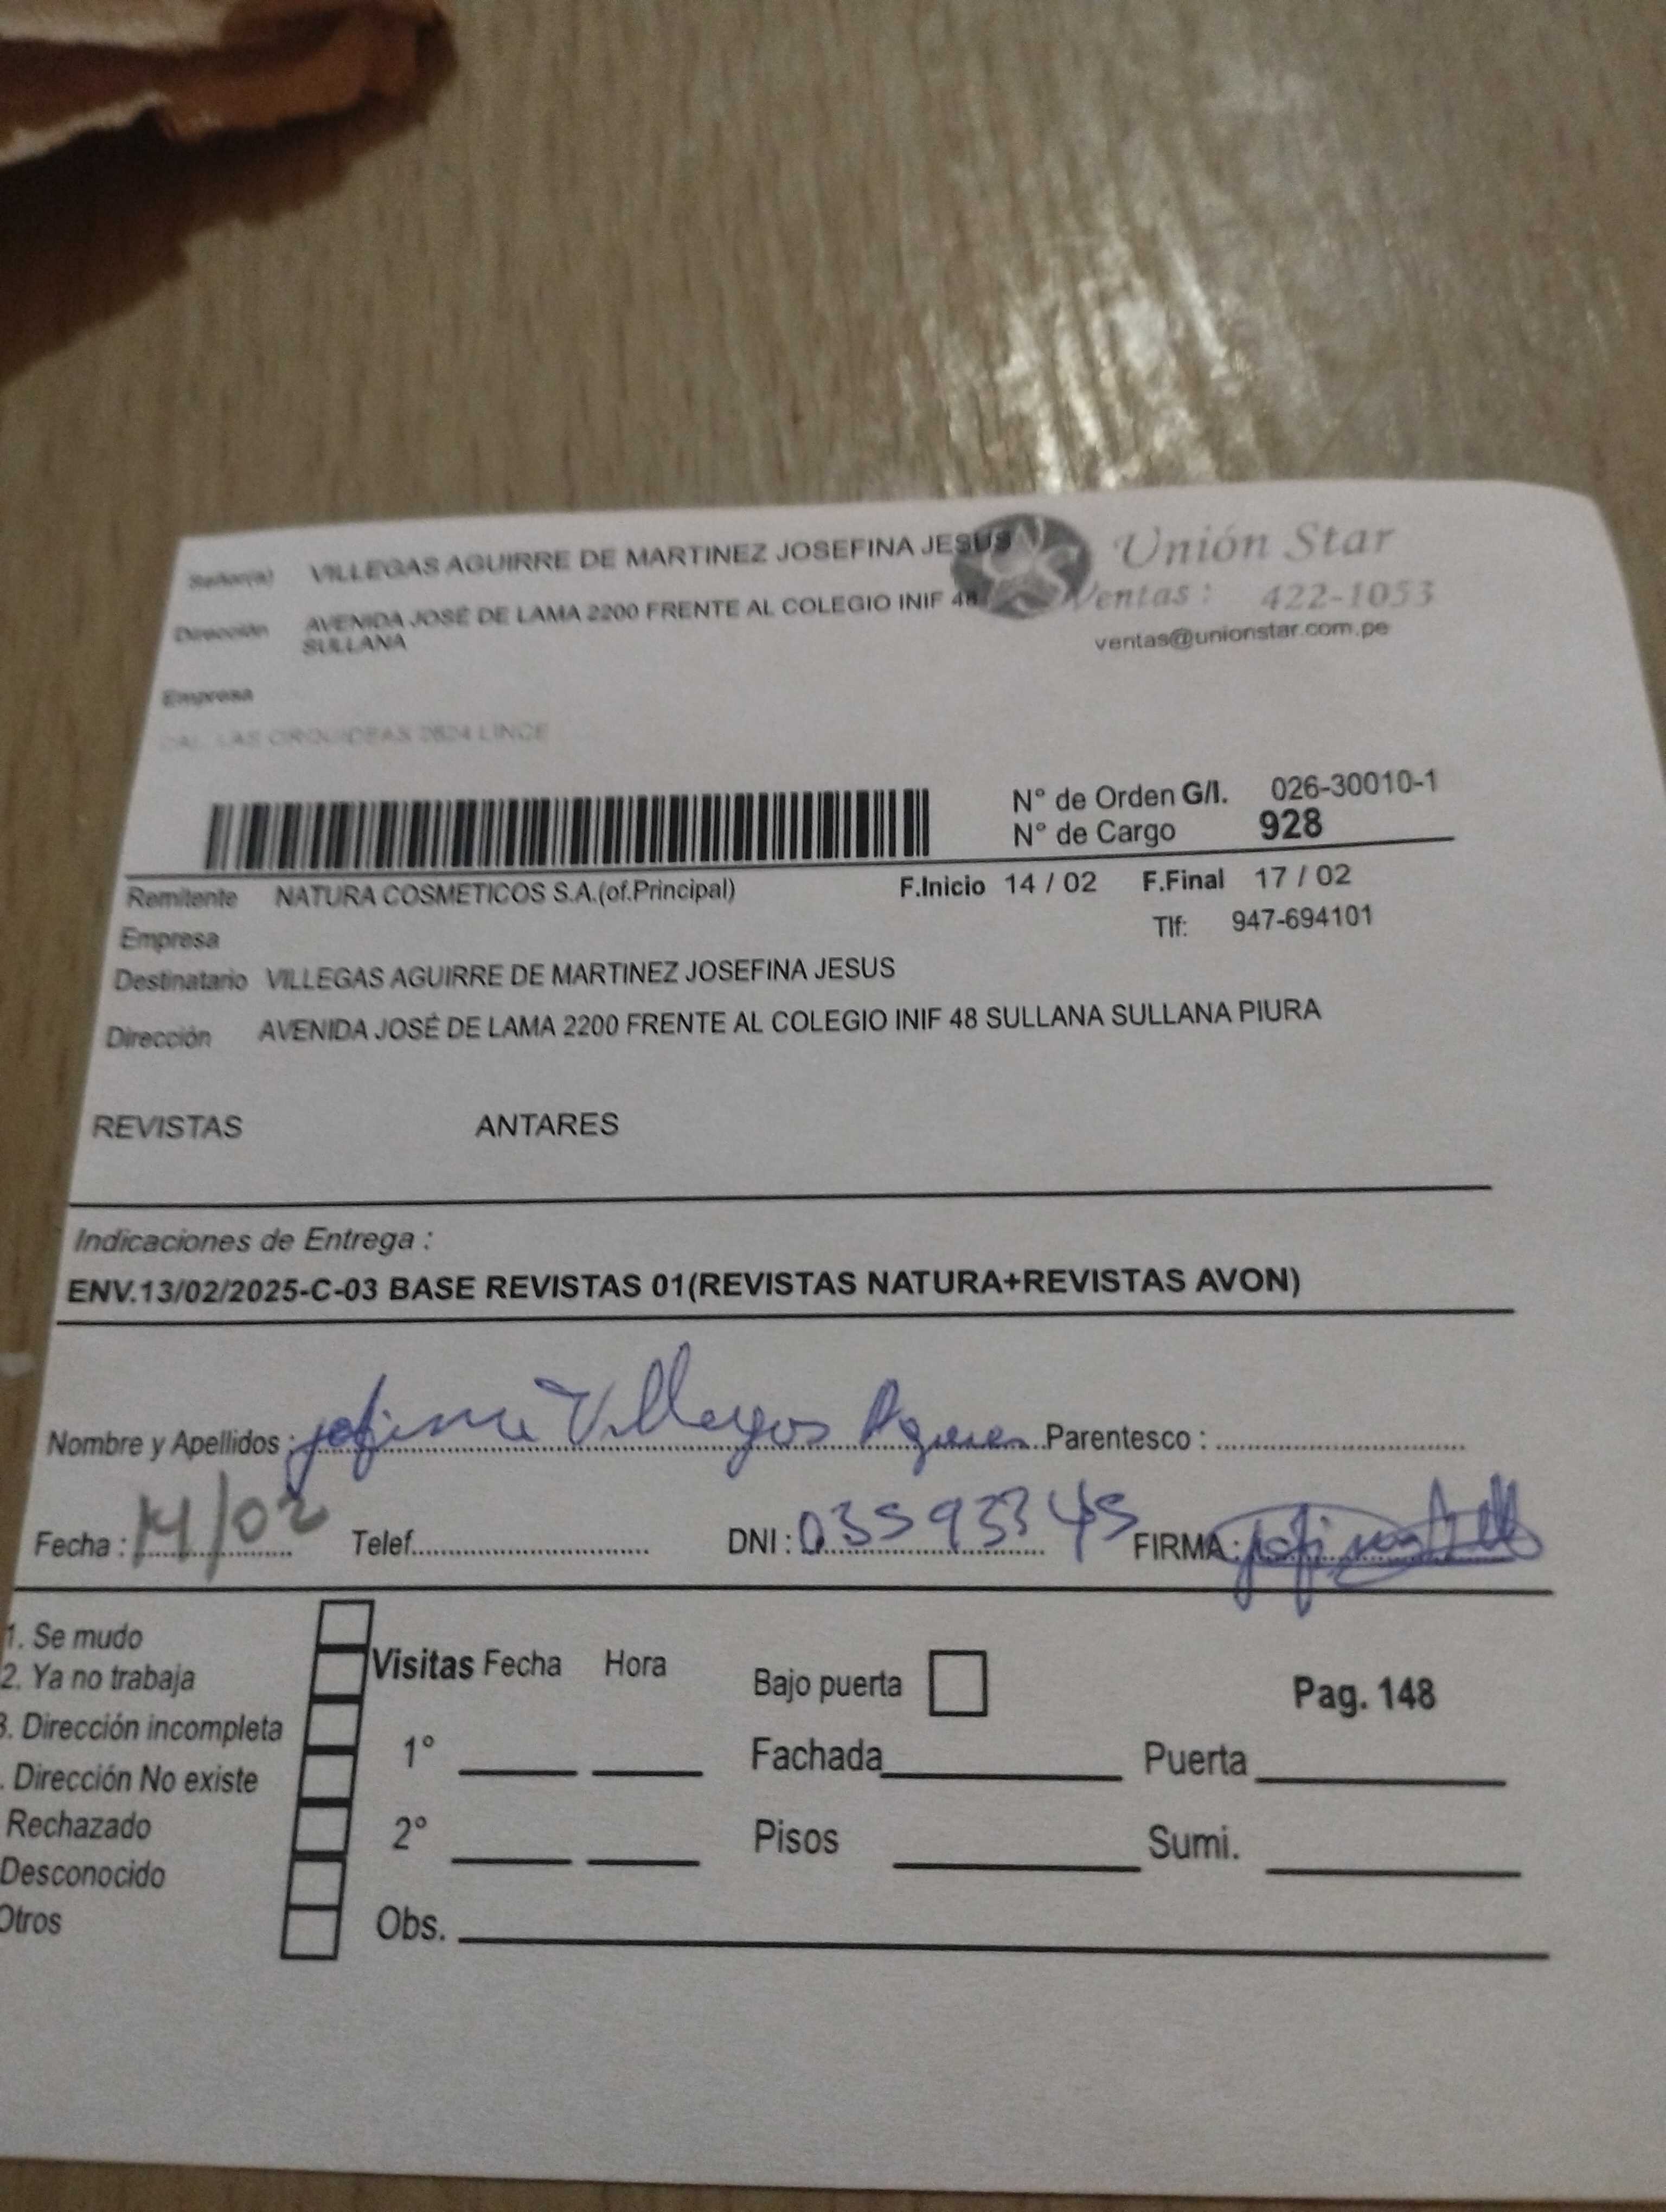 Señor(a) VILLEGAS AGUIRRE DE MARTINEZ JOSEFINA JESUS
Unión Star
Dirección AVENIDA JOSÉ DE LAMA 2200 FRENTE AL COLEGIO INIF 48
SULLANA
Ventas : 422-1053
ventas@unionstar.com.pe
Empresa
CAL. LAS ORQUIDEAS 2624 LINCE
N° de Orden G/I. 026-30010-1
N° de Cargo 928
Remitente NATURA COSMETICOS S.A.(of.Principal) F.Inicio 14 / 02 F.Final 17 / 02
Empresa Tlf: 947-694101
Destinatario VILLEGAS AGUIRRE DE MARTINEZ JOSEFINA JESUS
Dirección AVENIDA JOSÉ DE LAMA 2200 FRENTE AL COLEGIO INIF 48 SULLANA SULLANA PIURA
REVISTAS ANTARES
Indicaciones de Entrega :
ENV.13/02/2025-C-03 BASE REVISTAS 01(REVISTAS NATURA+REVISTAS AVON)
Nombre y Apellidos : Villegas Parentesco :
Fecha : 14/02 Telef. DNI : 03593345 FIRMA :
1. Se mudo
2. Ya no trabaja
3. Dirección incompleta
. Dirección No existe
Rechazado
Desconocido
Otros
Visitas Fecha Hora
1°
2°
Obs.
Bajo puerta Pag. 148
Fachada Puerta
Pisos Sumi.